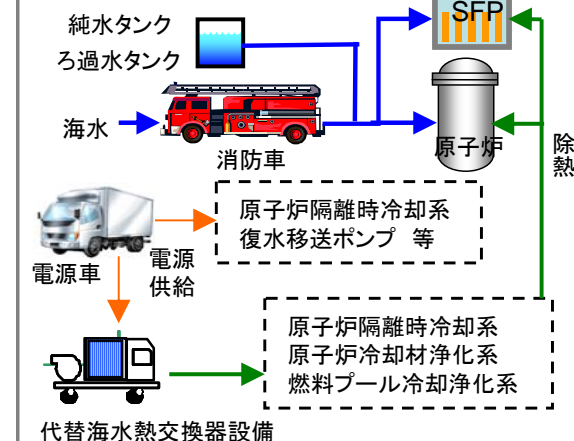 SFP
純水タンク
ろ過水タンク
海水
消防車
原子炉
除熱
原子炉隔離時冷却系
復水移送ポンプ 等
電源車
電源
供給
原子炉隔離時冷却系
原子炉冷却材浄化系
燃料プール冷却浄化系
代替海水熱交換器設備